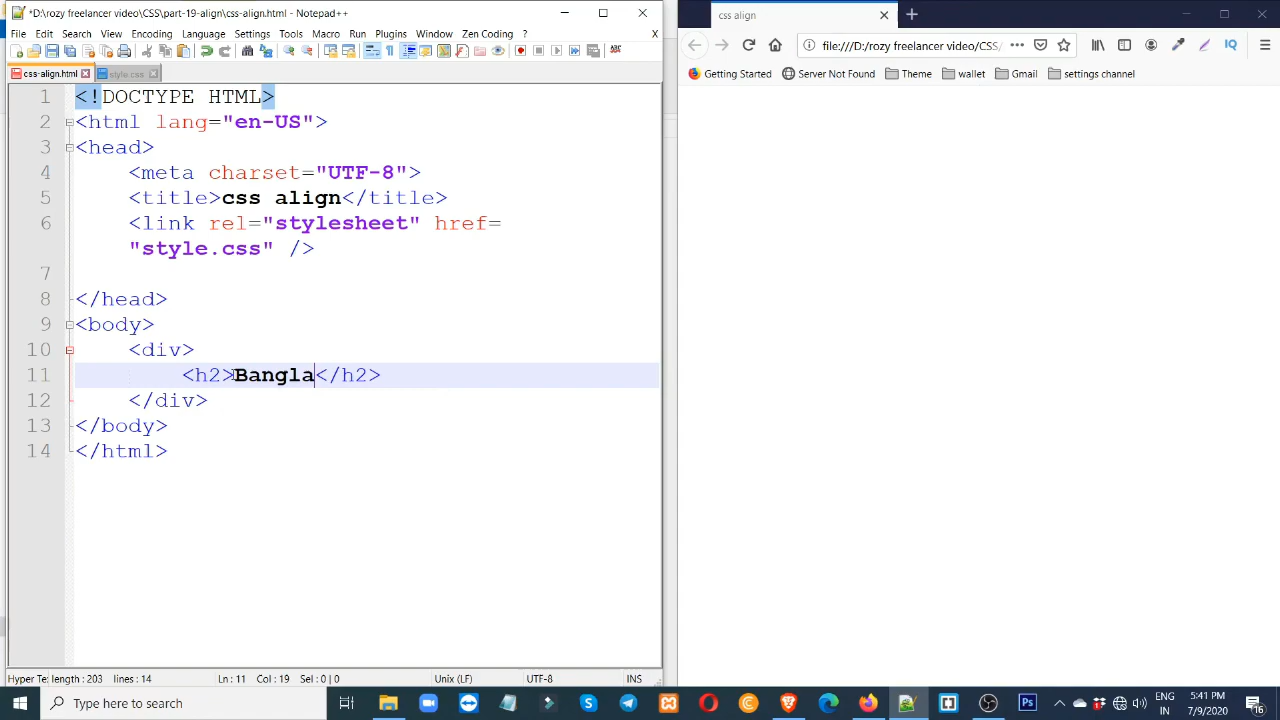 *D:\rozy freelancer video\CSS\part-19-align\css-align.html - Notepad++
File Edit Search View Encoding Language Settings Tools Macro Run Plugins Window Zen Coding ? X
css-align.html style.css
1 <!DOCTYPE HTML>
2 <html lang="en-US">
3 <head>
4 <meta charset="UTF-8">
5 <title>css align</title>
6 <link rel="stylesheet" href=
"style.css" />
7
8 </head>
9 <body>
10 <div>
11 <h2>Bangla</h2>
12 </div>
13 </body>
14 </html>
Hyper Te length : 203 lines : 14 Ln : 11 Col : 19 Sel : 0 | 0 Unix (LF) UTF-8 INS
css align
file:///D:/rozy freelancer video/CSS/
IQ
Getting Started Server Not Found Theme wallet Gmail settings channel
Type here to search
ENG
IN
5:41 PM
7/9/2020
16